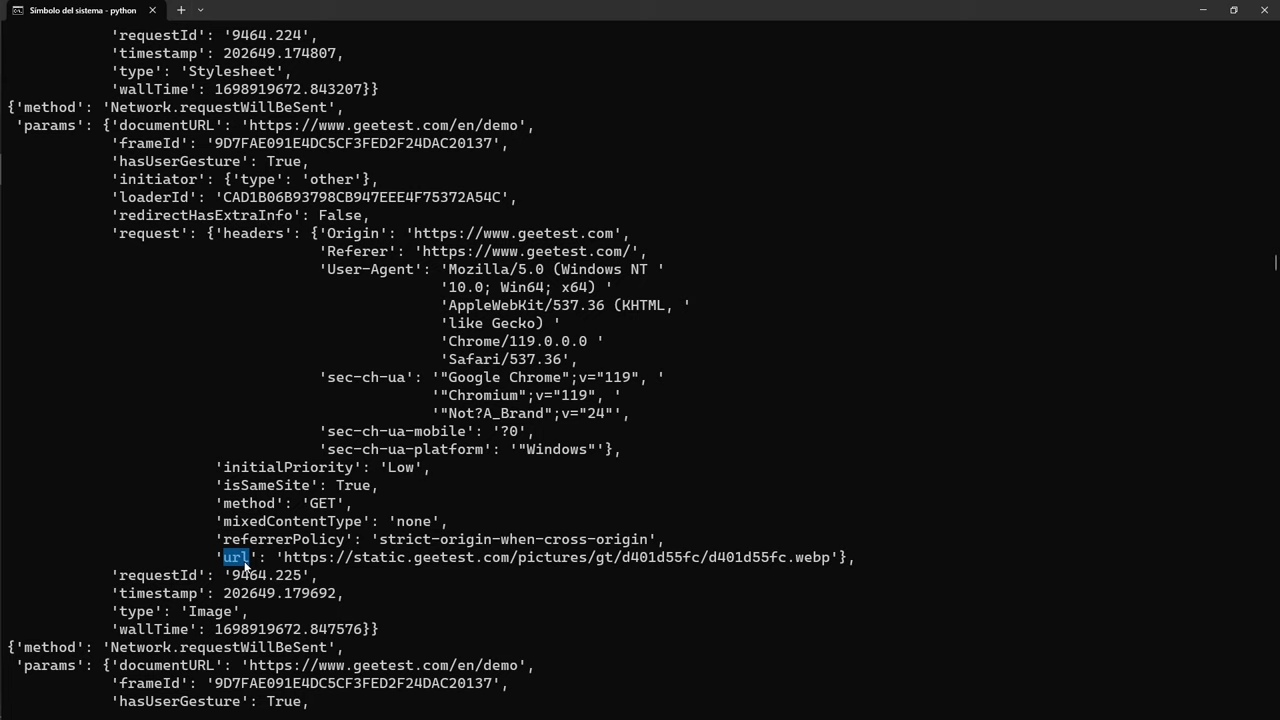 Símbolo del sistema - python
'requestId': '9464.224',
'timestamp': 202649.174807,
'type': 'Stylesheet',
'wallTime': 1698919672.843207}}
{'method': 'Network.requestWillBeSent',
'params': {'documentURL': 'https://www.geetest.com/en/demo',
'frameId': '9D7FAE091E4DC5CF3FED2F24DAC20137',
'hasUserGesture': True,
'initiator': {'type': 'other'},
'loaderId': 'CAD1B06B93798CB947EEE4F75372A54C',
'redirectHasExtraInfo': False,
'request': {'headers': {'Origin': 'https://www.geetest.com',
'Referer': 'https://www.geetest.com/',
'User-Agent': 'Mozilla/5.0 (Windows NT '
'10.0; Win64; x64) '
'AppleWebKit/537.36 (KHTML, '
'like Gecko) '
'Chrome/119.0.0.0 '
'Safari/537.36',
'sec-ch-ua': '"Google Chrome";v="119", '
'"Chromium";v="119", '
'"Not?A_Brand";v="24"',
'sec-ch-ua-mobile': '?0',
'sec-ch-ua-platform': '"Windows"'},
'initialPriority': 'Low',
'isSameSite': True,
'method': 'GET',
'mixedContentType': 'none',
'referrerPolicy': 'strict-origin-when-cross-origin',
'url': 'https://static.geetest.com/pictures/gt/d401d55fc/d401d55fc.webp'},
'requestId': '9464.225',
'timestamp': 202649.179692,
'type': 'Image',
'wallTime': 1698919672.847576}}
{'method': 'Network.requestWillBeSent',
'params': {'documentURL': 'https://www.geetest.com/en/demo',
'frameId': '9D7FAE091E4DC5CF3FED2F24DAC20137',
'hasUserGesture': True,